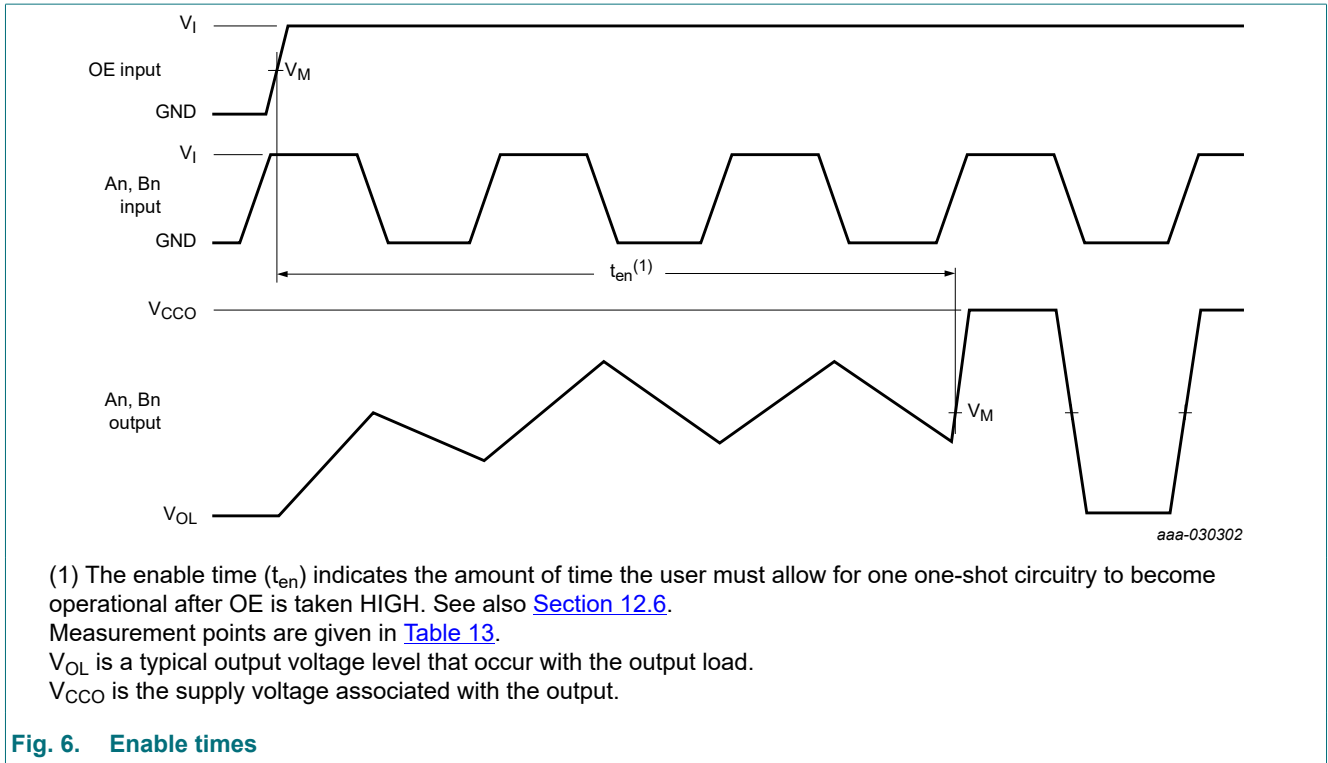 VI
OE input
VM
GND
VI
An, Bn
input
GND
ten(1)
VCCO
An, Bn
output
VM
VOL
aaa-030302
(1) The enable time (ten) indicates the amount of time the user must allow for one one-shot circuitry to become
operational after OE is taken HIGH. See also Section 12.6.
Measurement points are given in Table 13.
VOL is a typical output voltage level that occur with the output load.
VCCO is the supply voltage associated with the output.
Fig. 6. Enable times